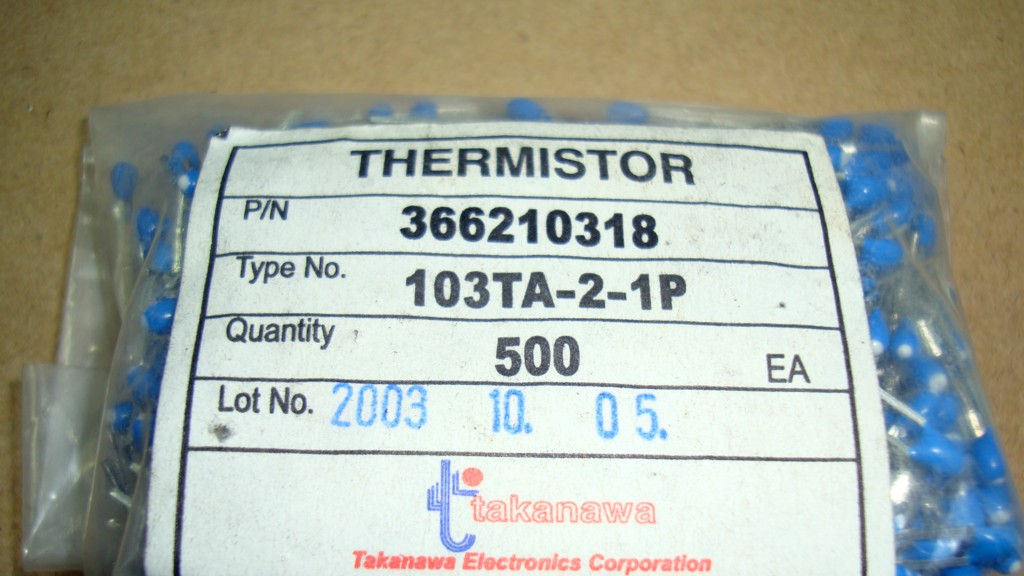 THERMISTOR
P/N 366210318
Type No. 103TA-2-1P
Quantity 500 EA
Lot No. 2003 10. 05.
takanawa
Takanawa Electronics Corporation